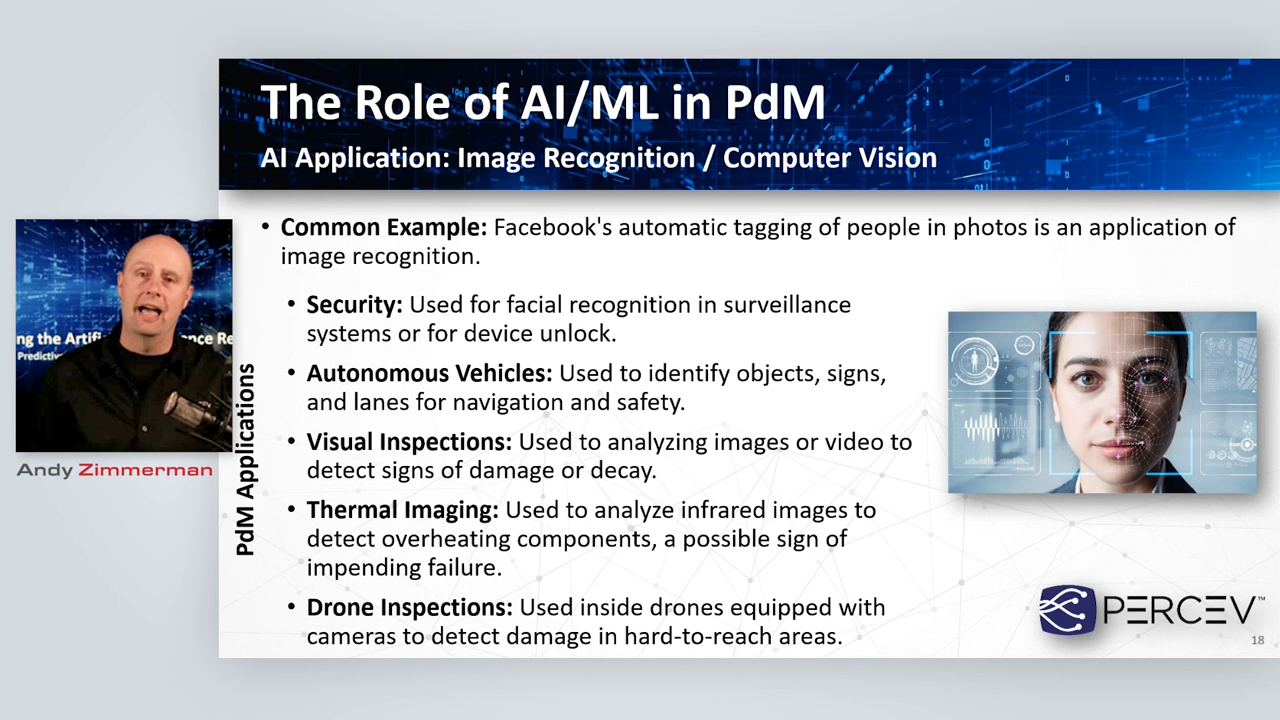 The Role of AI/ML in PdM
AI Application: Image Recognition / Computer Vision
• Common Example: Facebook's automatic tagging of people in photos is an application of
image recognition.
• Security: Used for facial recognition in surveillance
systems or for device unlock.
• Autonomous Vehicles: Used to identify objects, signs,
and lanes for navigation and safety.
• Visual Inspections: Used to analyzing images or video to
detect signs of damage or decay.
• Thermal Imaging: Used to analyze infrared images to
detect overheating components, a possible sign of
impending failure.
• Drone Inspections: Used inside drones equipped with
cameras to detect damage in hard-to-reach areas.
PdM Applications
ng the Artifi
nce Re
Predictiv
Andy Zimmerman
PERCEV™
18